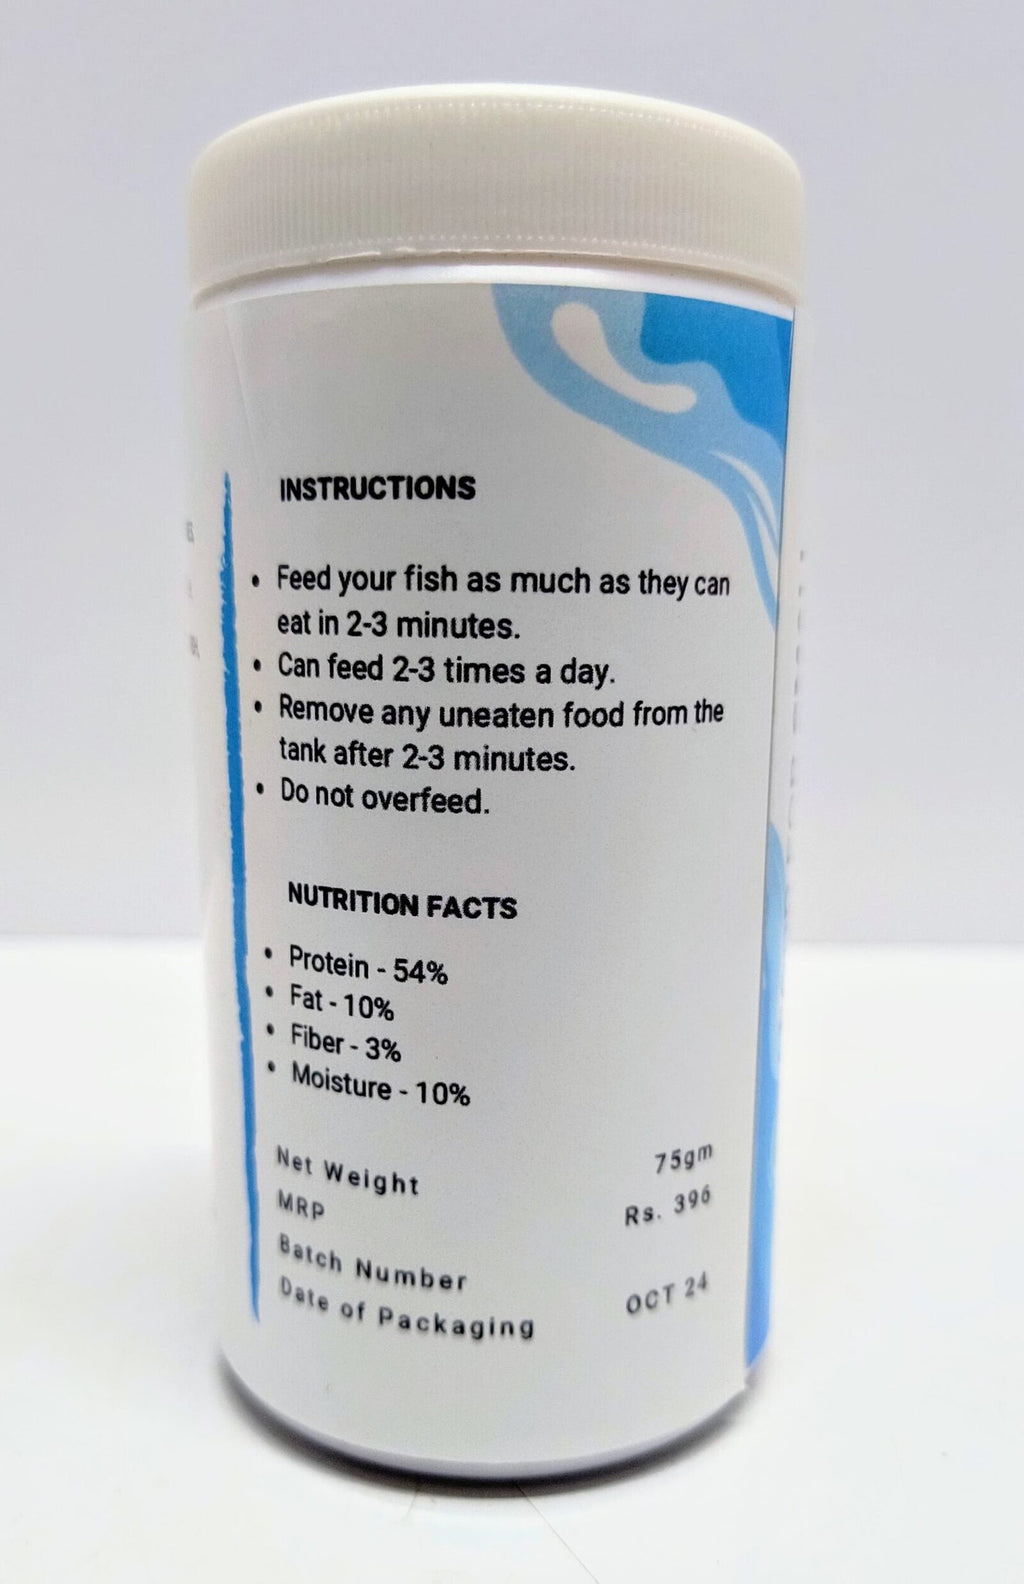 INSTRUCTIONS
• Feed your fish as much as they can
eat in 2-3 minutes.
• Can feed 2-3 times a day.
• Remove any uneaten food from the
tank after 2-3 minutes.
• Do not overfeed.
NUTRITION FACTS
• Protein - 54%
• Fat - 10%
• Fiber - 3%
• Moisture - 10%
Net Weight 75gm
MRP Rs. 396
Batch Number
Date of Packaging OCT 24